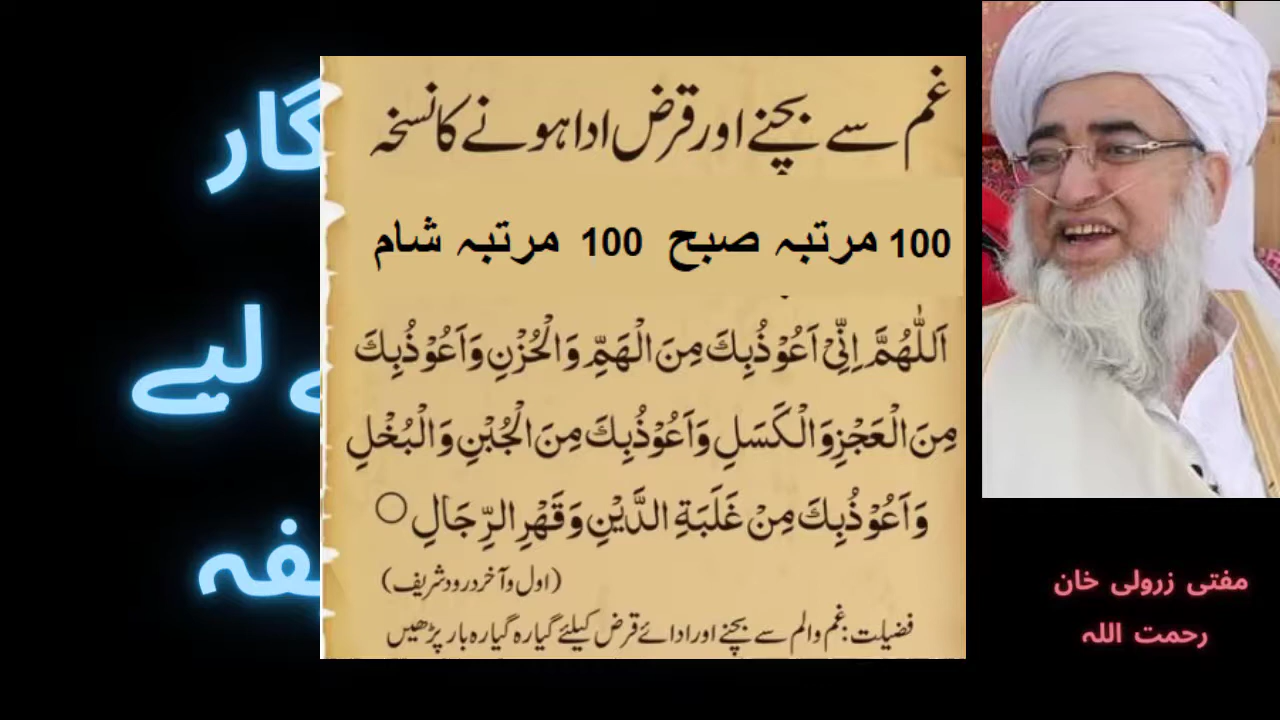 غم سے بچنے اور قرض ادا ہونے کا نسخہ
100 مرتبہ صبح 100 مرتبہ شام
اَللّٰهُمَّ اِنِّىْ اَعُوْذُبِكَ مِنَ الْهَمِّ وَالْحُزْنِ وَاَعُوْذُبِكَ
مِنَ الْعَجْزِ وَالْكَسَلِ وَاَعُوْذُبِكَ مِنَ الْجُبْنِ وَالْبُخْلِ
وَاَعُوْذُبِكَ مِنْ غَلَبَةِ الدَّيْنِ وَقَهْرِ الرِّجَالِ ○
(اول و آخر درود شریف)
فضیلت: غم والم سے بچنے اور ادائے قرض کیلئے گیارہ گیارہ بار پڑھیں
گار
لیے
مفتی زرولی خان
رحمت اللہ